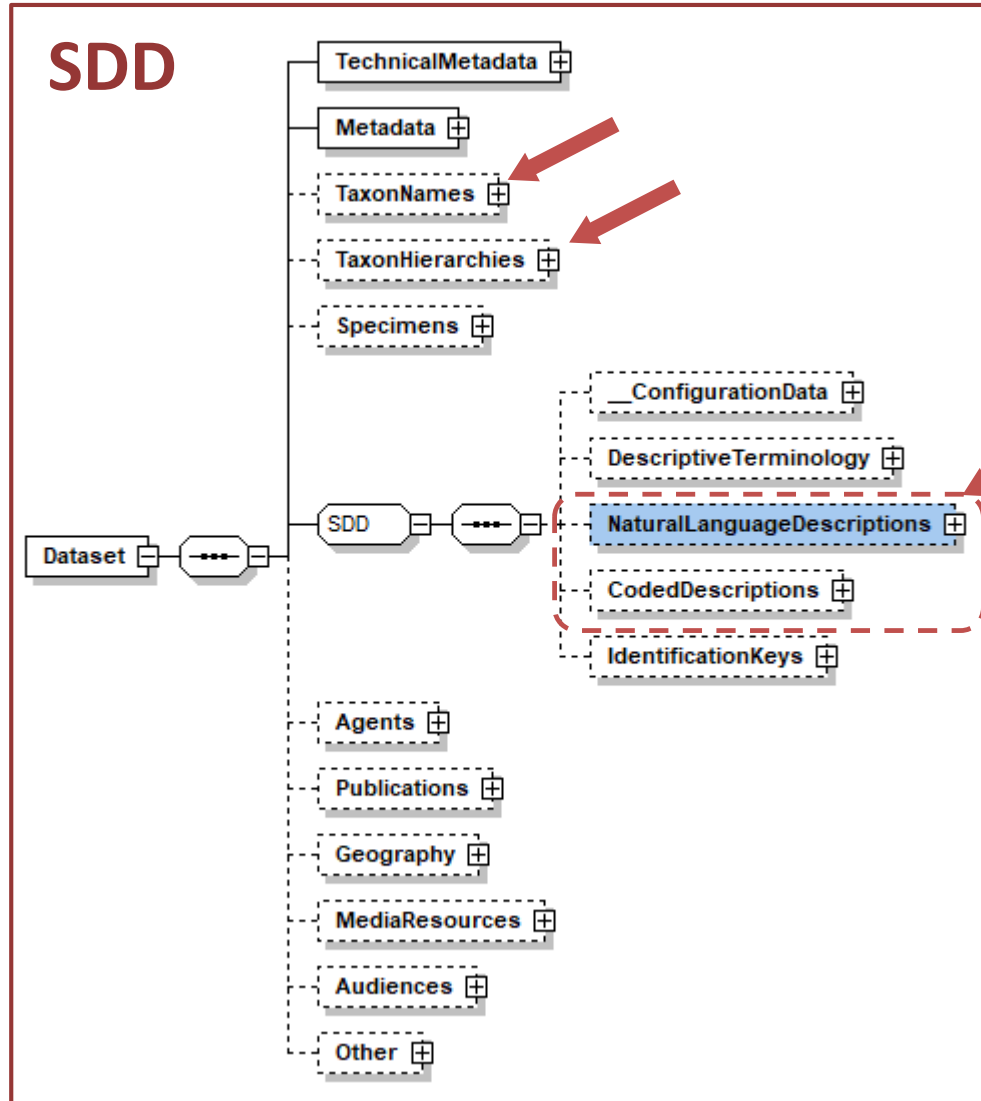 SDD
TechnicalMetadata
Metadata
TaxonNames
TaxonHierarchies
Specimens
__ConfigurationData
DescriptiveTerminology
SDD
NaturalLanguageDescriptions
Dataset
CodedDescriptions
IdentificationKeys
Agents
Publications
Geography
MediaResources
Audiences
Other